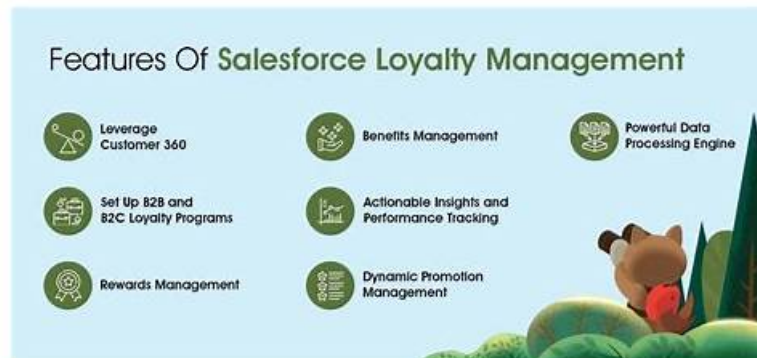 Features Of Salesforce Loyalty Management
Leverage
Customer 360
Set Up B2B and
B2C Loyalty Programs
Rewards Management
Benefits Management
Actionable Insights and
Performance Tracking
Dynamic Promotion
Management
Powerful Data
Processing Engine